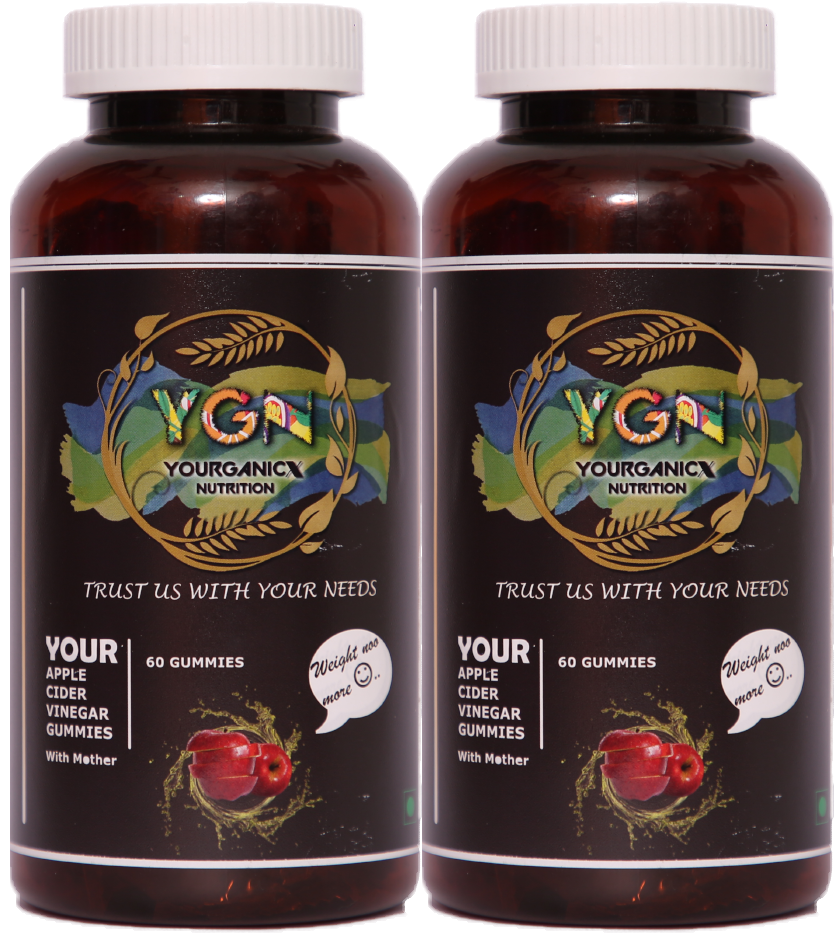 YGN
YOURGANICX
NUTRITION
TRUST US WITH YOUR NEEDS
YOUR
APPLE
CIDER
VINEGAR
GUMMIES
With Mother
60 GUMMIES
Weight noo
more ☺..
YGN
YOURGANICX
NUTRITION
TRUST US WITH YOUR NEEDS
YOUR
APPLE
CIDER
VINEGAR
GUMMIES
With Mother
60 GUMMIES
Weight noo
more ☺..